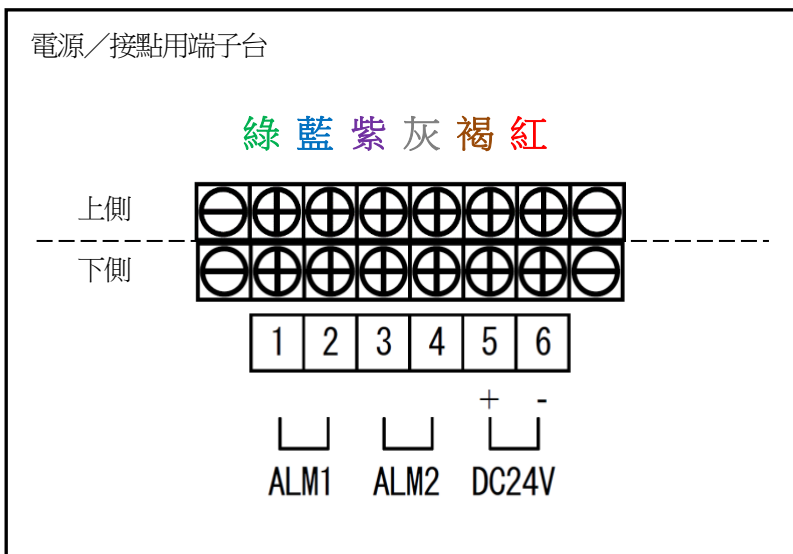 電源／接點用端子台
綠 藍 紫 灰 褐 紅
上側
下側
1 2 3 4 5 6
+ -
ALM1 ALM2 DC24V